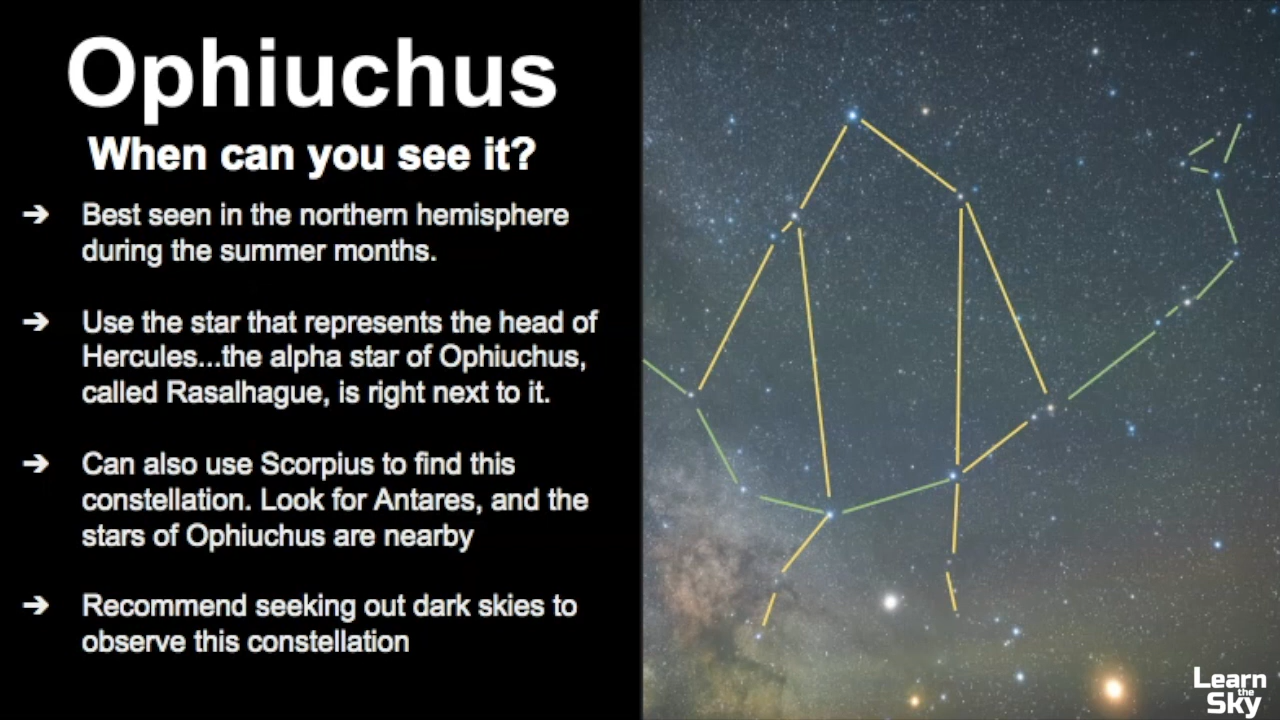 Ophiuchus
When can you see it?
➔ Best seen in the northern hemisphere
during the summer months.
➔ Use the star that represents the head of
Hercules...the alpha star of Ophiuchus,
called Rasalhague, is right next to it.
➔ Can also use Scorpius to find this
constellation. Look for Antares, and the
stars of Ophiuchus are nearby
➔ Recommend seeking out dark skies to
observe this constellation
Learn
the
Sky